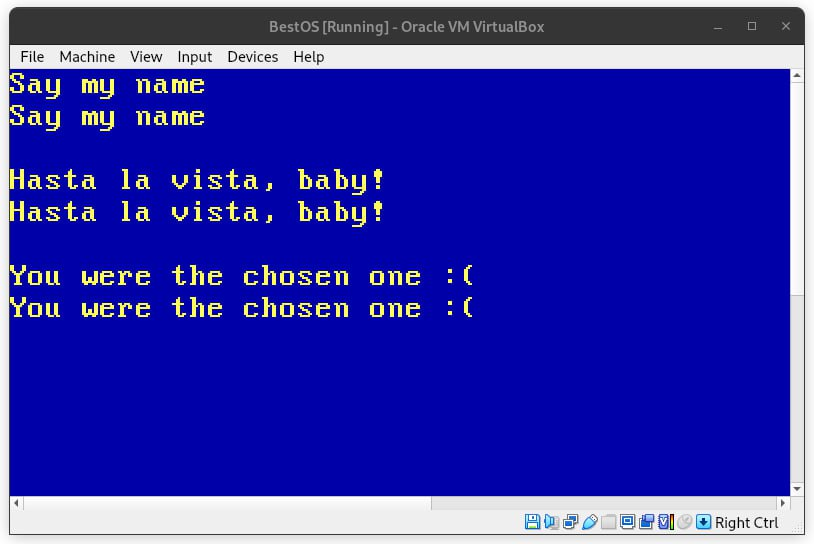 BestOS [Running] - Oracle VM VirtualBox
File Machine View Input Devices Help
Say my name
Say my name
Hasta la vista, baby!
Hasta la vista, baby!
You were the chosen one :(
You were the chosen one :(
Right Ctrl